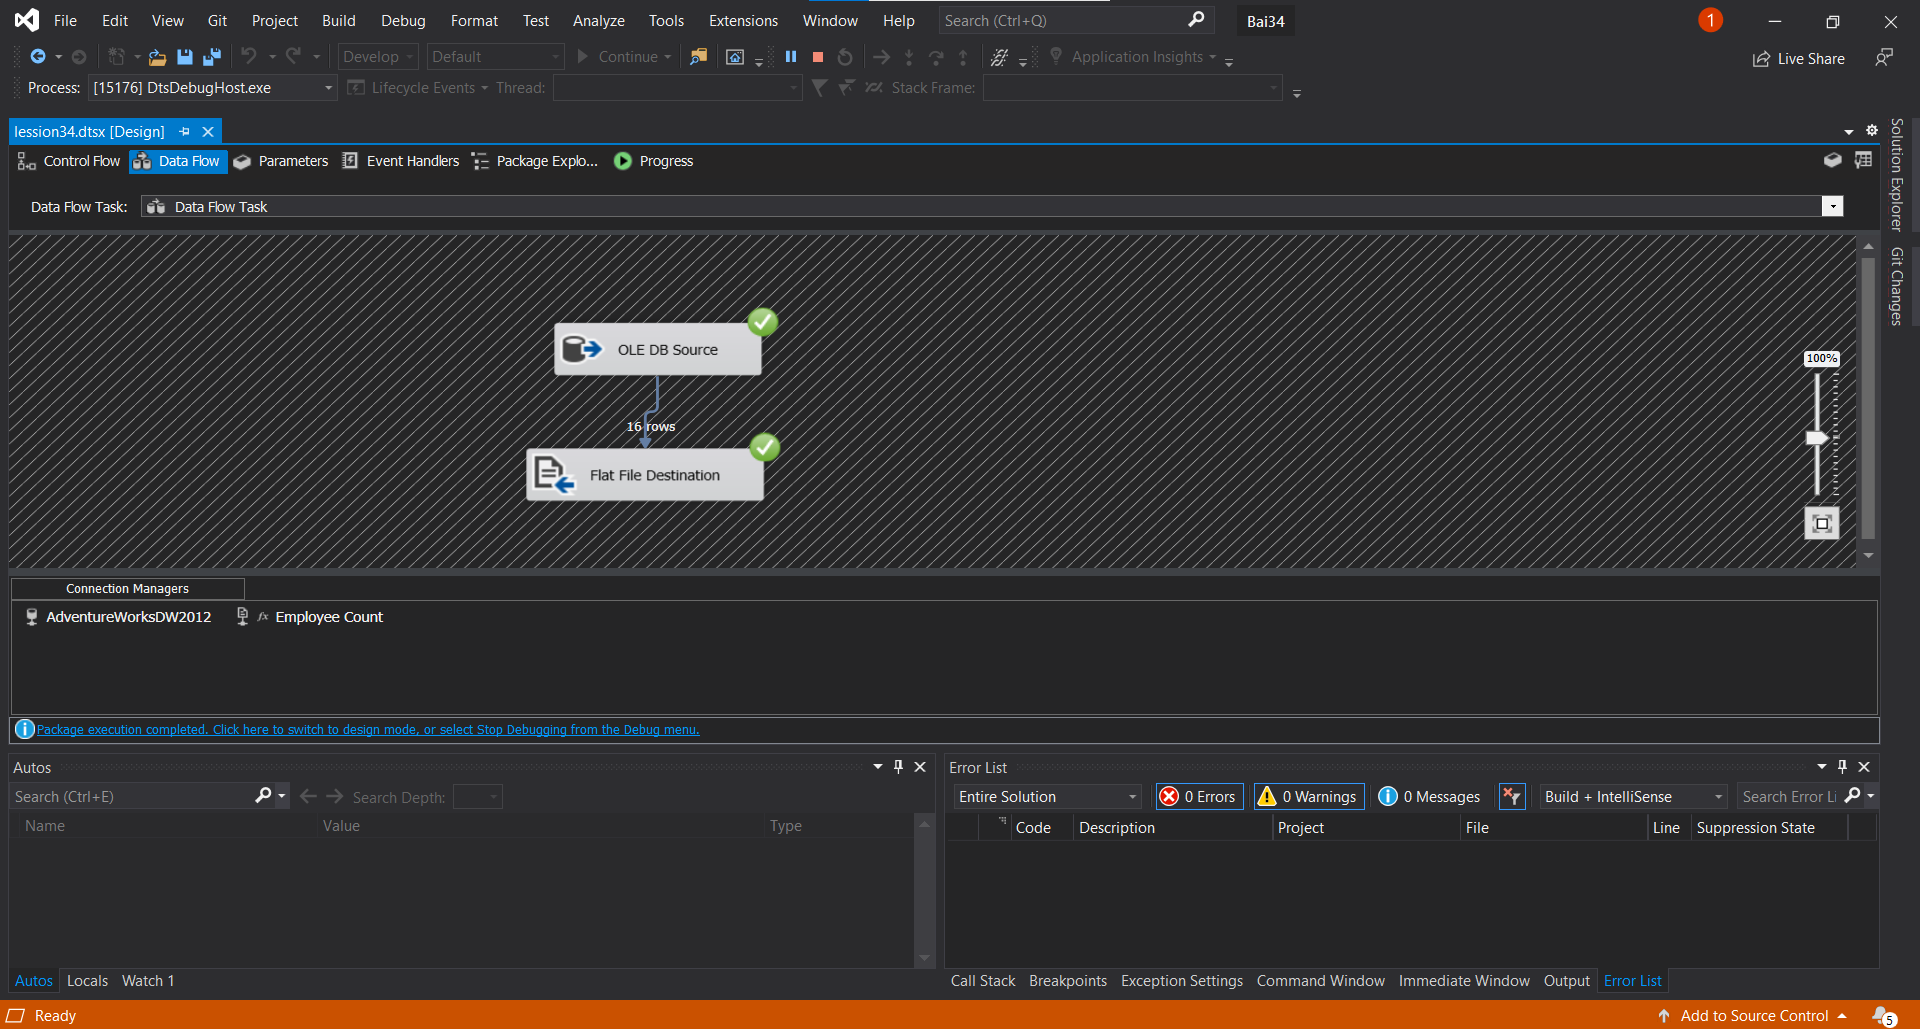 File Edit View Git Project Build Debug Format Test Analyze Tools Extensions Window Help Search (Ctrl+Q) Bai34 1
Develop Default Continue Application Insights Live Share
Process: [15176] DtsDebugHost.exe Lifecycle Events Thread: Stack Frame:
lession34.dtsx [Design]
Control Flow Data Flow Parameters Event Handlers Package Explo... Progress
Data Flow Task: Data Flow Task
Solution Explorer
Git Changes
OLE DB Source
100%
16 rows
Flat File Destination
Connection Managers
AdventureWorksDW2012 fx Employee Count
Package execution completed. Click here to switch to design mode, or select Stop Debugging from the Debug menu.
Autos
Search (Ctrl+E) Search Depth:
Name Value Type
Autos Locals Watch 1
Error List
Entire Solution 0 Errors 0 Warnings 0 Messages Build + IntelliSense Search Error Li
Code Description Project File Line Suppression State
Call Stack Breakpoints Exception Settings Command Window Immediate Window Output Error List
Ready Add to Source Control 5